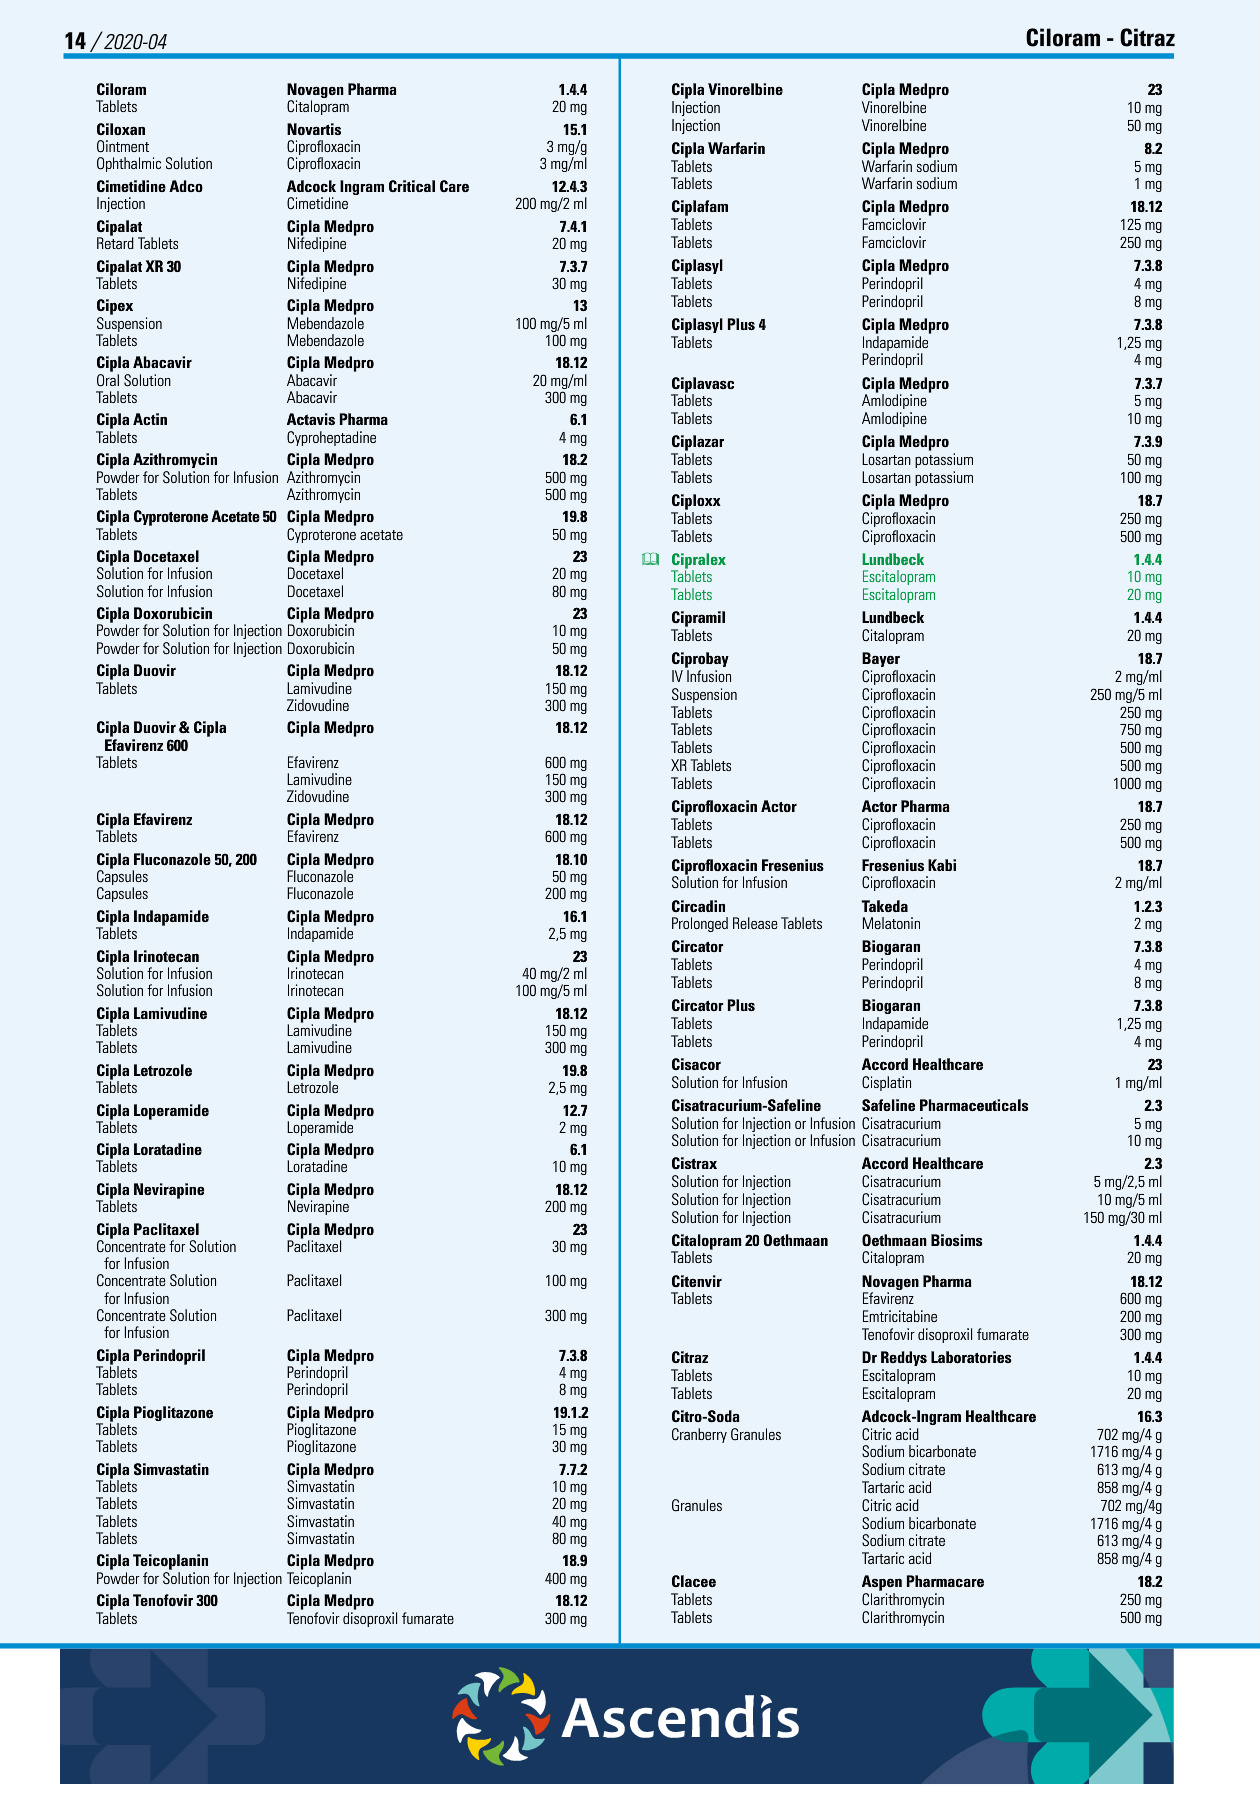 14 / 2020-04
Ciloram - Citraz
Ciloram Novagen Pharma 1.4.4
Tablets Citalopram 20 mg
Ciloxan Novartis 15.1
Ointment Ciprofloxacin 3 mg/g
Ophthalmic Solution Ciprofloxacin 3 mg/ml
Cimetidine Adco Adcock Ingram Critical Care 12.4.3
Injection Cimetidine 200 mg/2 ml
Cipalat Cipla Medpro 7.4.1
Retard Tablets Nifedipine 20 mg
Cipalat XR 30 Cipla Medpro 7.3.7
Tablets Nifedipine 30 mg
Cipex Cipla Medpro 13
Suspension Mebendazole 100 mg/5 ml
Tablets Mebendazole 100 mg
Cipla Abacavir Cipla Medpro 18.12
Oral Solution Abacavir 20 mg/ml
Tablets Abacavir 300 mg
Cipla Actin Actavis Pharma 6.1
Tablets Cyproheptadine 4 mg
Cipla Azithromycin Cipla Medpro 18.2
Powder for Solution for Infusion Azithromycin 500 mg
Tablets Azithromycin 500 mg
Cipla Cyproterone Acetate 50 Cipla Medpro 19.8
Tablets Cyproterone acetate 50 mg
Cipla Docetaxel Cipla Medpro 23
Solution for Infusion Docetaxel 20 mg
Solution for Infusion Docetaxel 80 mg
Cipla Doxorubicin Cipla Medpro 23
Powder for Solution for Injection Doxorubicin 10 mg
Powder for Solution for Injection Doxorubicin 50 mg
Cipla Duovir Cipla Medpro 18.12
Tablets Lamivudine 150 mg
Zidovudine 300 mg
Cipla Duovir & Cipla Cipla Medpro 18.12
Efavirenz 600
Tablets Efavirenz 600 mg
Lamivudine 150 mg
Zidovudine 300 mg
Cipla Efavirenz Cipla Medpro 18.12
Tablets Efavirenz 600 mg
Cipla Fluconazole 50, 200 Cipla Medpro 18.10
Capsules Fluconazole 50 mg
Capsules Fluconazole 200 mg
Cipla Indapamide Cipla Medpro 16.1
Tablets Indapamide 2,5 mg
Cipla Irinotecan Cipla Medpro 23
Solution for Infusion Irinotecan 40 mg/2 ml
Solution for Infusion Irinotecan 100 mg/5 ml
Cipla Lamivudine Cipla Medpro 18.12
Tablets Lamivudine 150 mg
Tablets Lamivudine 300 mg
Cipla Letrozole Cipla Medpro 19.8
Tablets Letrozole 2,5 mg
Cipla Loperamide Cipla Medpro 12.7
Tablets Loperamide 2 mg
Cipla Loratadine Cipla Medpro 6.1
Tablets Loratadine 10 mg
Cipla Nevirapine Cipla Medpro 18.12
Tablets Nevirapine 200 mg
Cipla Paclitaxel Cipla Medpro 23
Concentrate for Solution Paclitaxel 30 mg
for Infusion
Concentrate Solution Paclitaxel 100 mg
for Infusion
Concentrate Solution Paclitaxel 300 mg
for Infusion
Cipla Perindopril Cipla Medpro 7.3.8
Tablets Perindopril 4 mg
Tablets Perindopril 8 mg
Cipla Pioglitazone Cipla Medpro 19.1.2
Tablets Pioglitazone 15 mg
Tablets Pioglitazone 30 mg
Cipla Simvastatin Cipla Medpro 7.7.2
Tablets Simvastatin 10 mg
Tablets Simvastatin 20 mg
Tablets Simvastatin 40 mg
Tablets Simvastatin 80 mg
Cipla Teicoplanin Cipla Medpro 18.9
Powder for Solution for Injection Teicoplanin 400 mg
Cipla Tenofovir 300 Cipla Medpro 18.12
Tablets Tenofovir disoproxil fumarate 300 mg
Cipla Vinorelbine Cipla Medpro 23
Injection Vinorelbine 10 mg
Injection Vinorelbine 50 mg
Cipla Warfarin Cipla Medpro 8.2
Tablets Warfarin sodium 5 mg
Tablets Warfarin sodium 1 mg
Ciplafam Cipla Medpro 18.12
Tablets Famciclovir 125 mg
Tablets Famciclovir 250 mg
Ciplasyl Cipla Medpro 7.3.8
Tablets Perindopril 4 mg
Tablets Perindopril 8 mg
Ciplasyl Plus 4 Cipla Medpro 7.3.8
Tablets Indapamide 1,25 mg
Perindopril 4 mg
Ciplavasc Cipla Medpro 7.3.7
Tablets Amlodipine 5 mg
Tablets Amlodipine 10 mg
Ciplazar Cipla Medpro 7.3.9
Tablets Losartan potassium 50 mg
Tablets Losartan potassium 100 mg
Ciploxx Cipla Medpro 18.7
Tablets Ciprofloxacin 250 mg
Tablets Ciprofloxacin 500 mg
Cipralex Lundbeck 1.4.4
Tablets Escitalopram 10 mg
Tablets Escitalopram 20 mg
Cipramil Lundbeck 1.4.4
Tablets Citalopram 20 mg
Ciprobay Bayer 18.7
IV Infusion Ciprofloxacin 2 mg/ml
Suspension Ciprofloxacin 250 mg/5 ml
Tablets Ciprofloxacin 250 mg
Tablets Ciprofloxacin 750 mg
Tablets Ciprofloxacin 500 mg
XR Tablets Ciprofloxacin 500 mg
Tablets Ciprofloxacin 1000 mg
Ciprofloxacin Actor Actor Pharma 18.7
Tablets Ciprofloxacin 250 mg
Tablets Ciprofloxacin 500 mg
Ciprofloxacin Fresenius Fresenius Kabi 18.7
Solution for Infusion Ciprofloxacin 2 mg/ml
Circadin Takeda 1.2.3
Prolonged Release Tablets Melatonin 2 mg
Circator Biogaran 7.3.8
Tablets Perindopril 4 mg
Tablets Perindopril 8 mg
Circator Plus Biogaran 7.3.8
Tablets Indapamide 1,25 mg
Tablets Perindopril 4 mg
Cisacor Accord Healthcare 23
Solution for Infusion Cisplatin 1 mg/ml
Cisatracurium-Safeline Safeline Pharmaceuticals 2.3
Solution for Injection or Infusion Cisatracurium 5 mg
Solution for Injection or Infusion Cisatracurium 10 mg
Cistrax Accord Healthcare 2.3
Solution for Injection Cisatracurium 5 mg/2,5 ml
Solution for Injection Cisatracurium 10 mg/5 ml
Solution for Injection Cisatracurium 150 mg/30 ml
Citalopram 20 Oethmaan Oethmaan Biosims 1.4.4
Tablets Citalopram 20 mg
Citenvir Novagen Pharma 18.12
Tablets Efavirenz 600 mg
Emtricitabine 200 mg
Tenofovir disoproxil fumarate 300 mg
Citraz Dr Reddys Laboratories 1.4.4
Tablets Escitalopram 10 mg
Tablets Escitalopram 20 mg
Citro-Soda Adcock-Ingram Healthcare 16.3
Cranberry Granules Citric acid 702 mg/4 g
Sodium bicarbonate 1716 mg/4 g
Sodium citrate 613 mg/4 g
Tartaric acid 858 mg/4 g
Granules Citric acid 702 mg/4g
Sodium bicarbonate 1716 mg/4 g
Sodium citrate 613 mg/4 g
Tartaric acid 858 mg/4 g
Clacee Aspen Pharmacare 18.2
Tablets Clarithromycin 250 mg
Tablets Clarithromycin 500 mg
Ascendis